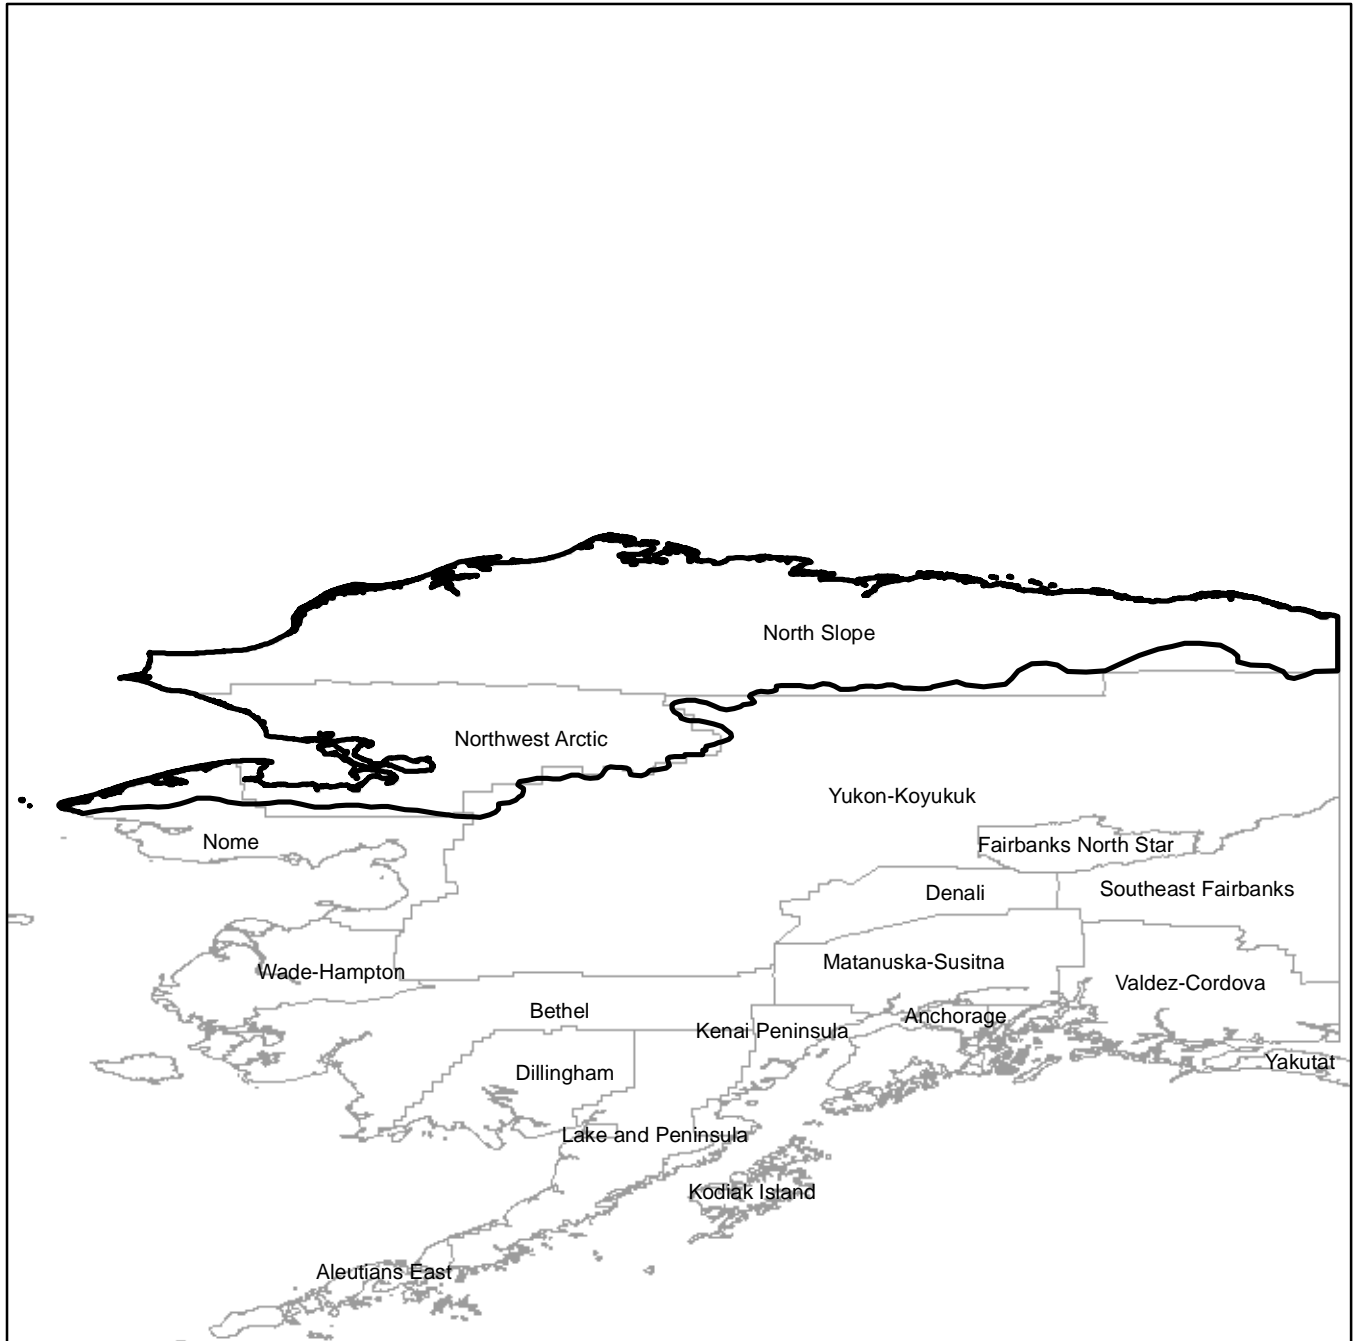 North Slope
Northwest Arctic
Yukon-Koyukuk
Nome
Fairbanks North Star
Denali
Southeast Fairbanks
Wade-Hampton
Matanuska-Susitna
Valdez-Cordova
Bethel
Anchorage
Kenai Peninsula
Yakutat
Dillingham
Lake and Peninsula
Kodiak Island
Aleutians East